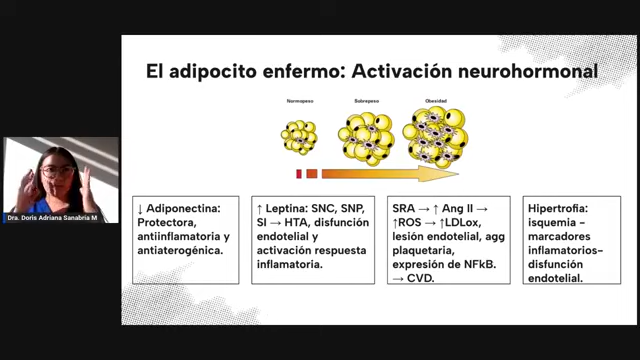 El adipocito enfermo: Activación neurohormonal
Normopeso
Sobrepeso
Obesidad
↓ Adiponectina:
Protectora,
antiinflamatoria y
antiaterogénica.
↑ Leptina: SNC, SNP,
SI → HTA, disfunción
endotelial y
activación respuesta
inflamatoria.
SRA → ↑ Ang II →
↑ROS → ↑LDLox,
lesión endotelial, agg
plaquetaria,
expresión de NFkB.
→ CVD.
Hipertrofia:
isquemia -
marcadores
inflamatorios-
disfunción
endotelial.
Dra. Doris Adriana Sanabria M